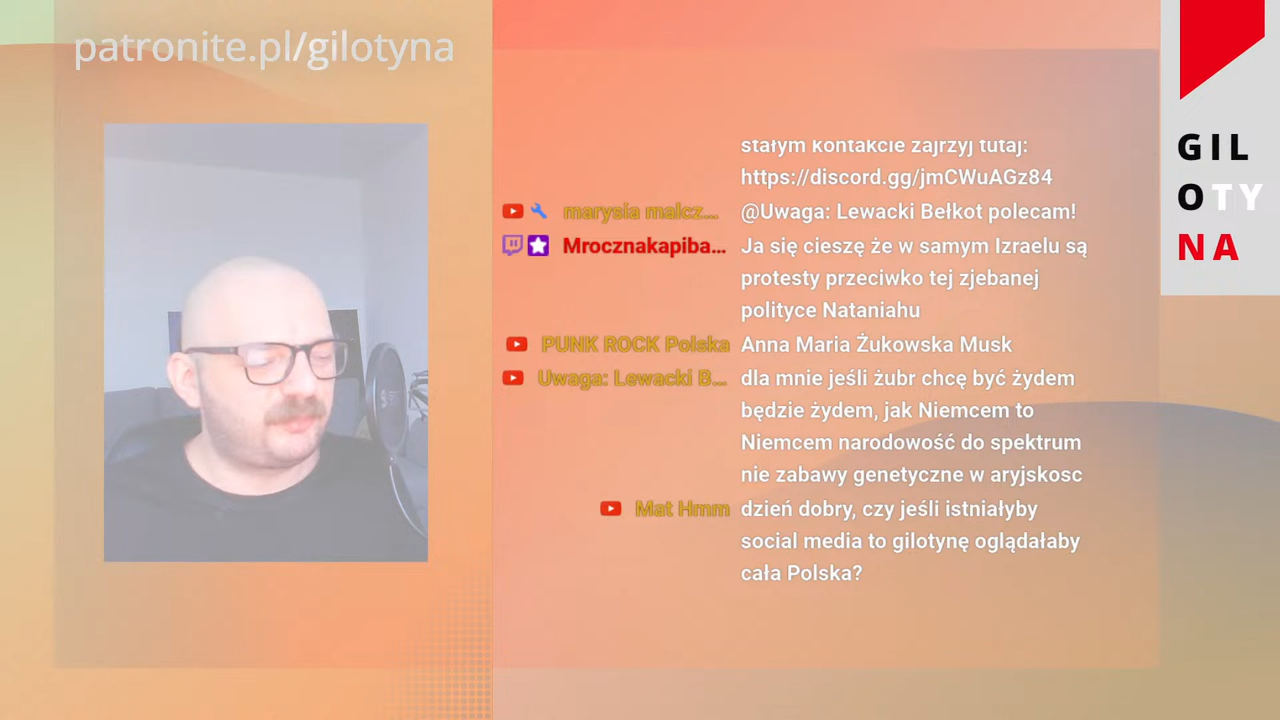 patronite.pl/gilotyna
stałym kontakcie zajrzyj tutaj:
https://discord.gg/jmCWuAGz84
marysia malcz... @Uwaga: Lewacki Bełkot polecam!
Mrocznakapiba... Ja się cieszę że w samym Izraelu są
protesty przeciwko tej zjebanej
polityce Nataniahu
PUNK ROCK Polska Anna Maria Żukowska Musk
Uwaga: Lewacki B... dla mnie jeśli żubr chcę być żydem
będzie żydem, jak Niemcem to
Niemcem narodowość do spektrum
nie zabawy genetyczne w aryjskosc
Mat Hmm dzień dobry, czy jeśli istniałyby
social media to gilotynę oglądałaby
cała Polska?
GIL
OTY
NA